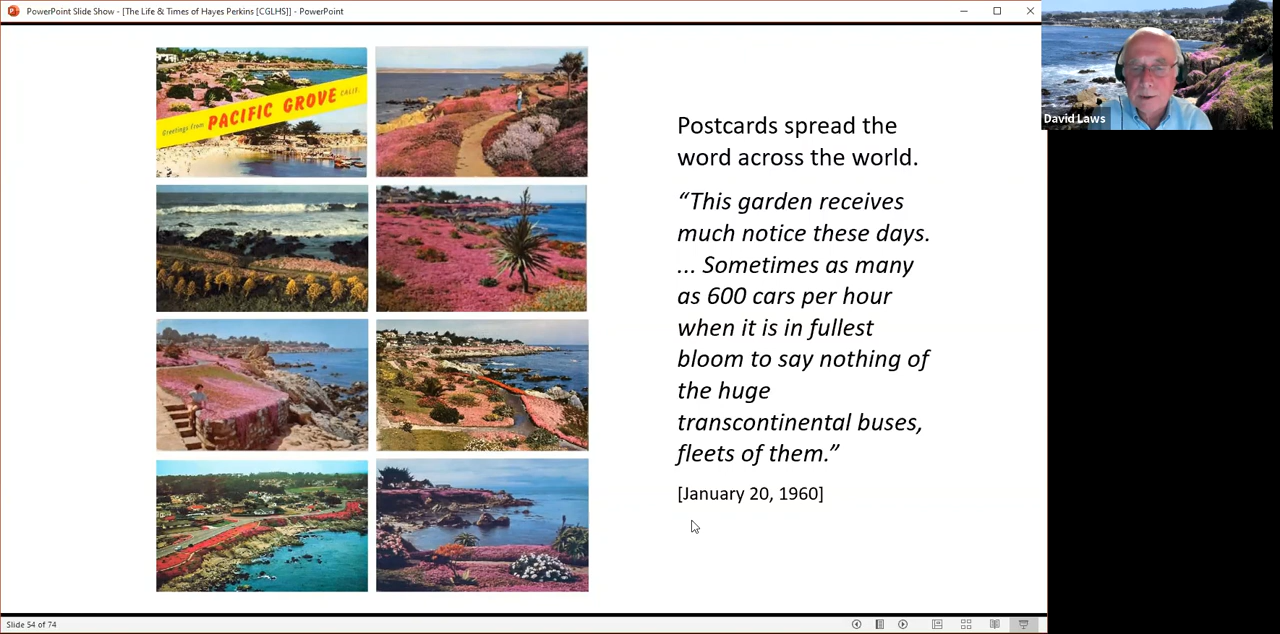 PowerPoint Slide Show - [The Life & Times of Hayes Perkins [CGLHS]] - PowerPoint
Greetings from PACIFIC GROVE CALIF.
Postcards spread the
word across the world.
“This garden receives
much notice these days.
... Sometimes as many
as 600 cars per hour
when it is in fullest
bloom to say nothing of
the huge
transcontinental buses,
fleets of them.”
[January 20, 1960]
David Laws
Slide 54 of 74